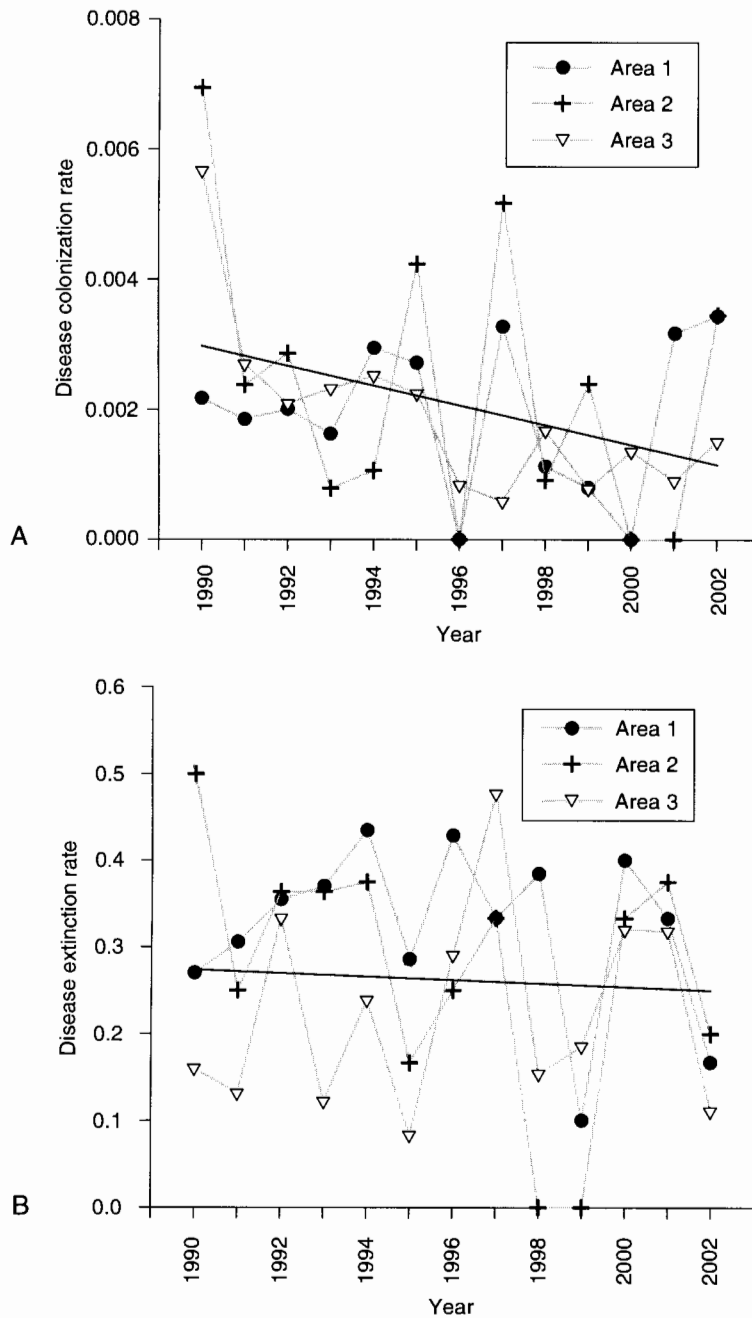 0.008
0.006
0.004
0.002
0.000
Disease colonization rate
Area 1
Area 2
Area 3
A
1990
1992
1994
1996
1998
2000
2002
Year
0.6
0.5
0.4
0.3
0.2
0.1
0.0
Disease extinction rate
Area 1
Area 2
Area 3
B
1990
1992
1994
1996
1998
2000
2002
Year